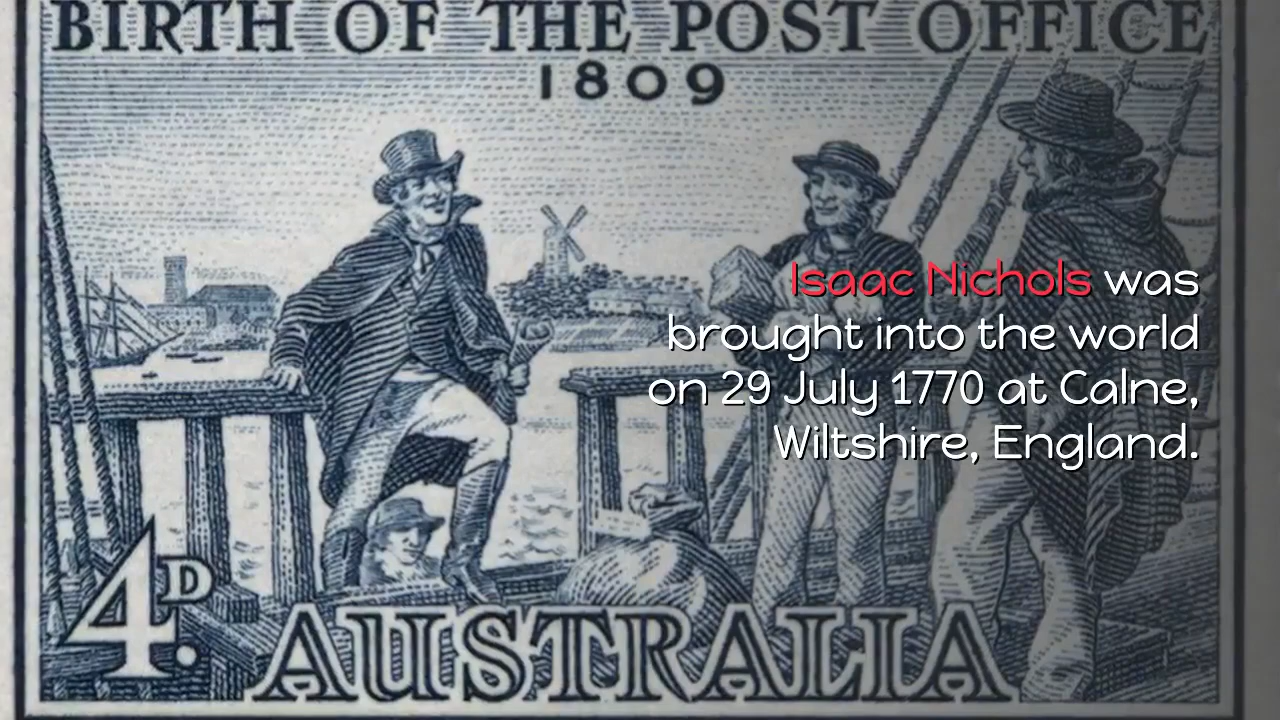 BIRTH OF THE POST OFFICE
1809
Isaac Nichols was
brought into the world
on 29 July 1770 at Calne,
Wiltshire, England.
4D.
AUSTRALIA